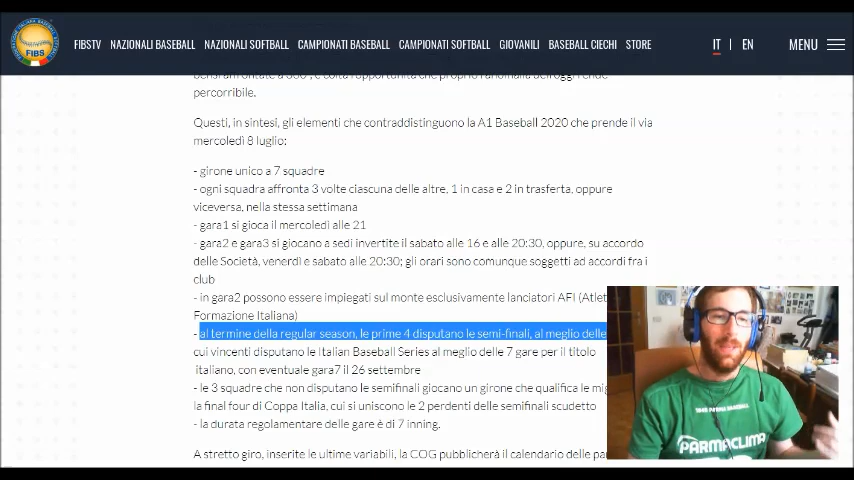 FIBS
FIBSTV NAZIONALI BASEBALL NAZIONALI SOFTBALL CAMPIONATI BASEBALL CAMPIONATI SOFTBALL GIOVANILI BASEBALL CIECHI STORE IT | EN MENU
percorribile.
Questi, in sintesi, gli elementi che contraddistinguono la A1 Baseball 2020 che prende il via
mercoledì 8 luglio:
- girone unico a 7 squadre
- ogni squadra affronta 3 volte ciascuna delle altre, 1 in casa e 2 in trasferta, oppure
viceversa, nella stessa settimana
- gara1 si gioca il mercoledì alle 21
- gara2 e gara3 si giocano a sedi invertite il sabato alle 16 e alle 20:30, oppure, su accordo
delle Società, venerdì e sabato alle 20:30; gli orari sono comunque soggetti ad accordi fra i
club
- in gara2 possono essere impiegati sul monte esclusivamente lanciatori AFI (Atlet
Formazione Italiana)
- al termine della regular season, le prime 4 disputano le semi-finali, al meglio delle
cui vincenti disputano le Italian Baseball Series al meglio delle 7 gare per il titolo
italiano, con eventuale gara7 il 26 settembre
- le 3 squadre che non disputano le semifinali giocano un girone che qualifica le mig
la final four di Coppa Italia, cui si uniscono le 2 perdenti delle semifinali scudetto
- la durata regolamentare delle gare è di 7 inning.
A stretto giro, inserite le ultime variabili, la COG pubblicherà il calendario delle pa
1949 PARMA BASEBALL
PARMACLIMA